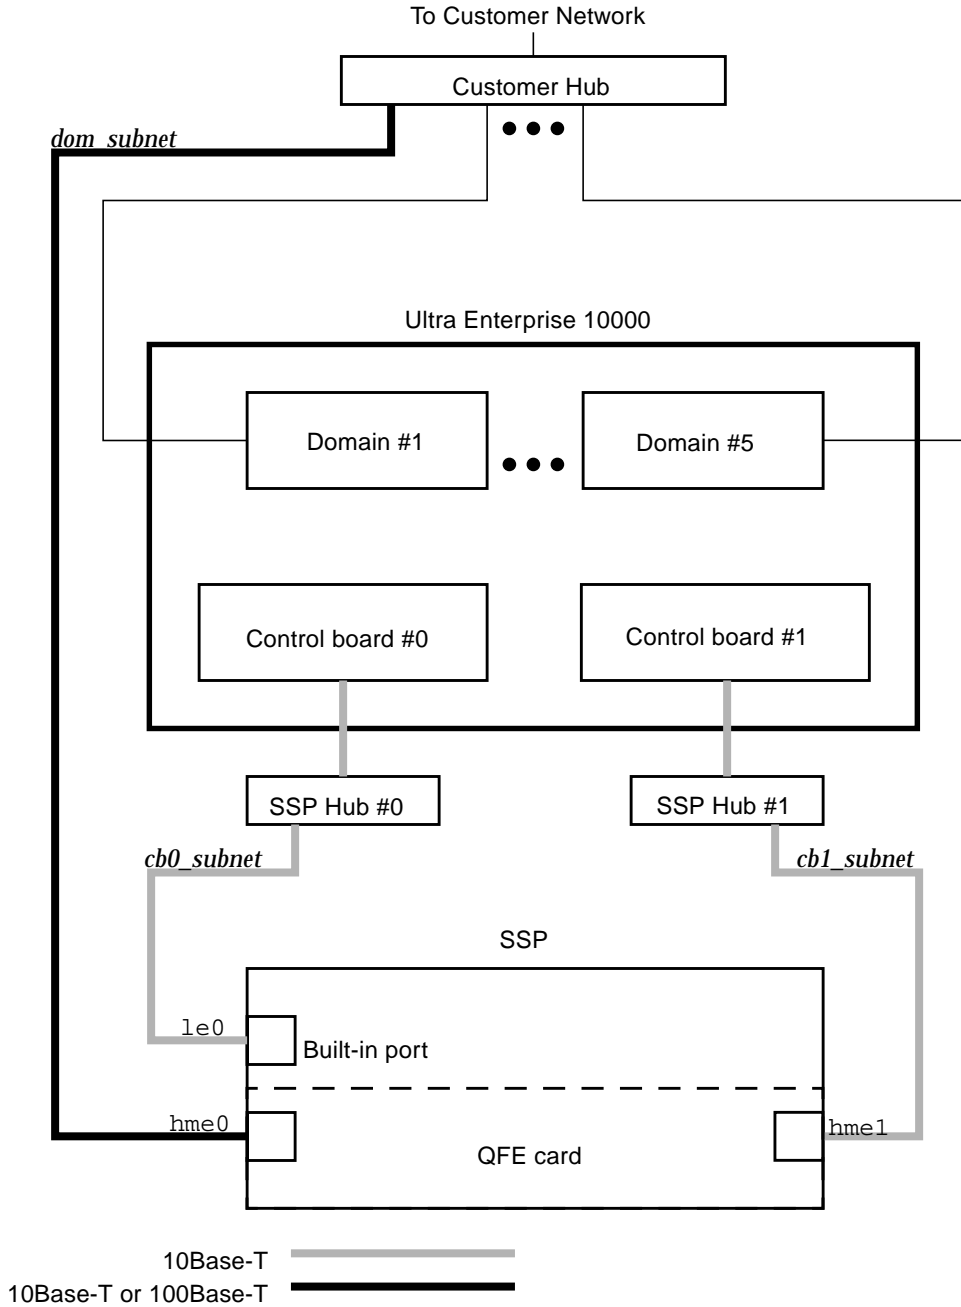 To Customer Network
Customer Hub
dom_subnet
Ultra Enterprise 10000
Domain #1
Domain #5
Control board #0
Control board #1
SSP Hub #0
SSP Hub #1
cb0_subnet
cb1_subnet
SSP
le0
Built-in port
hme0
hme1
QFE card
10Base-T
10Base-T or 100Base-T